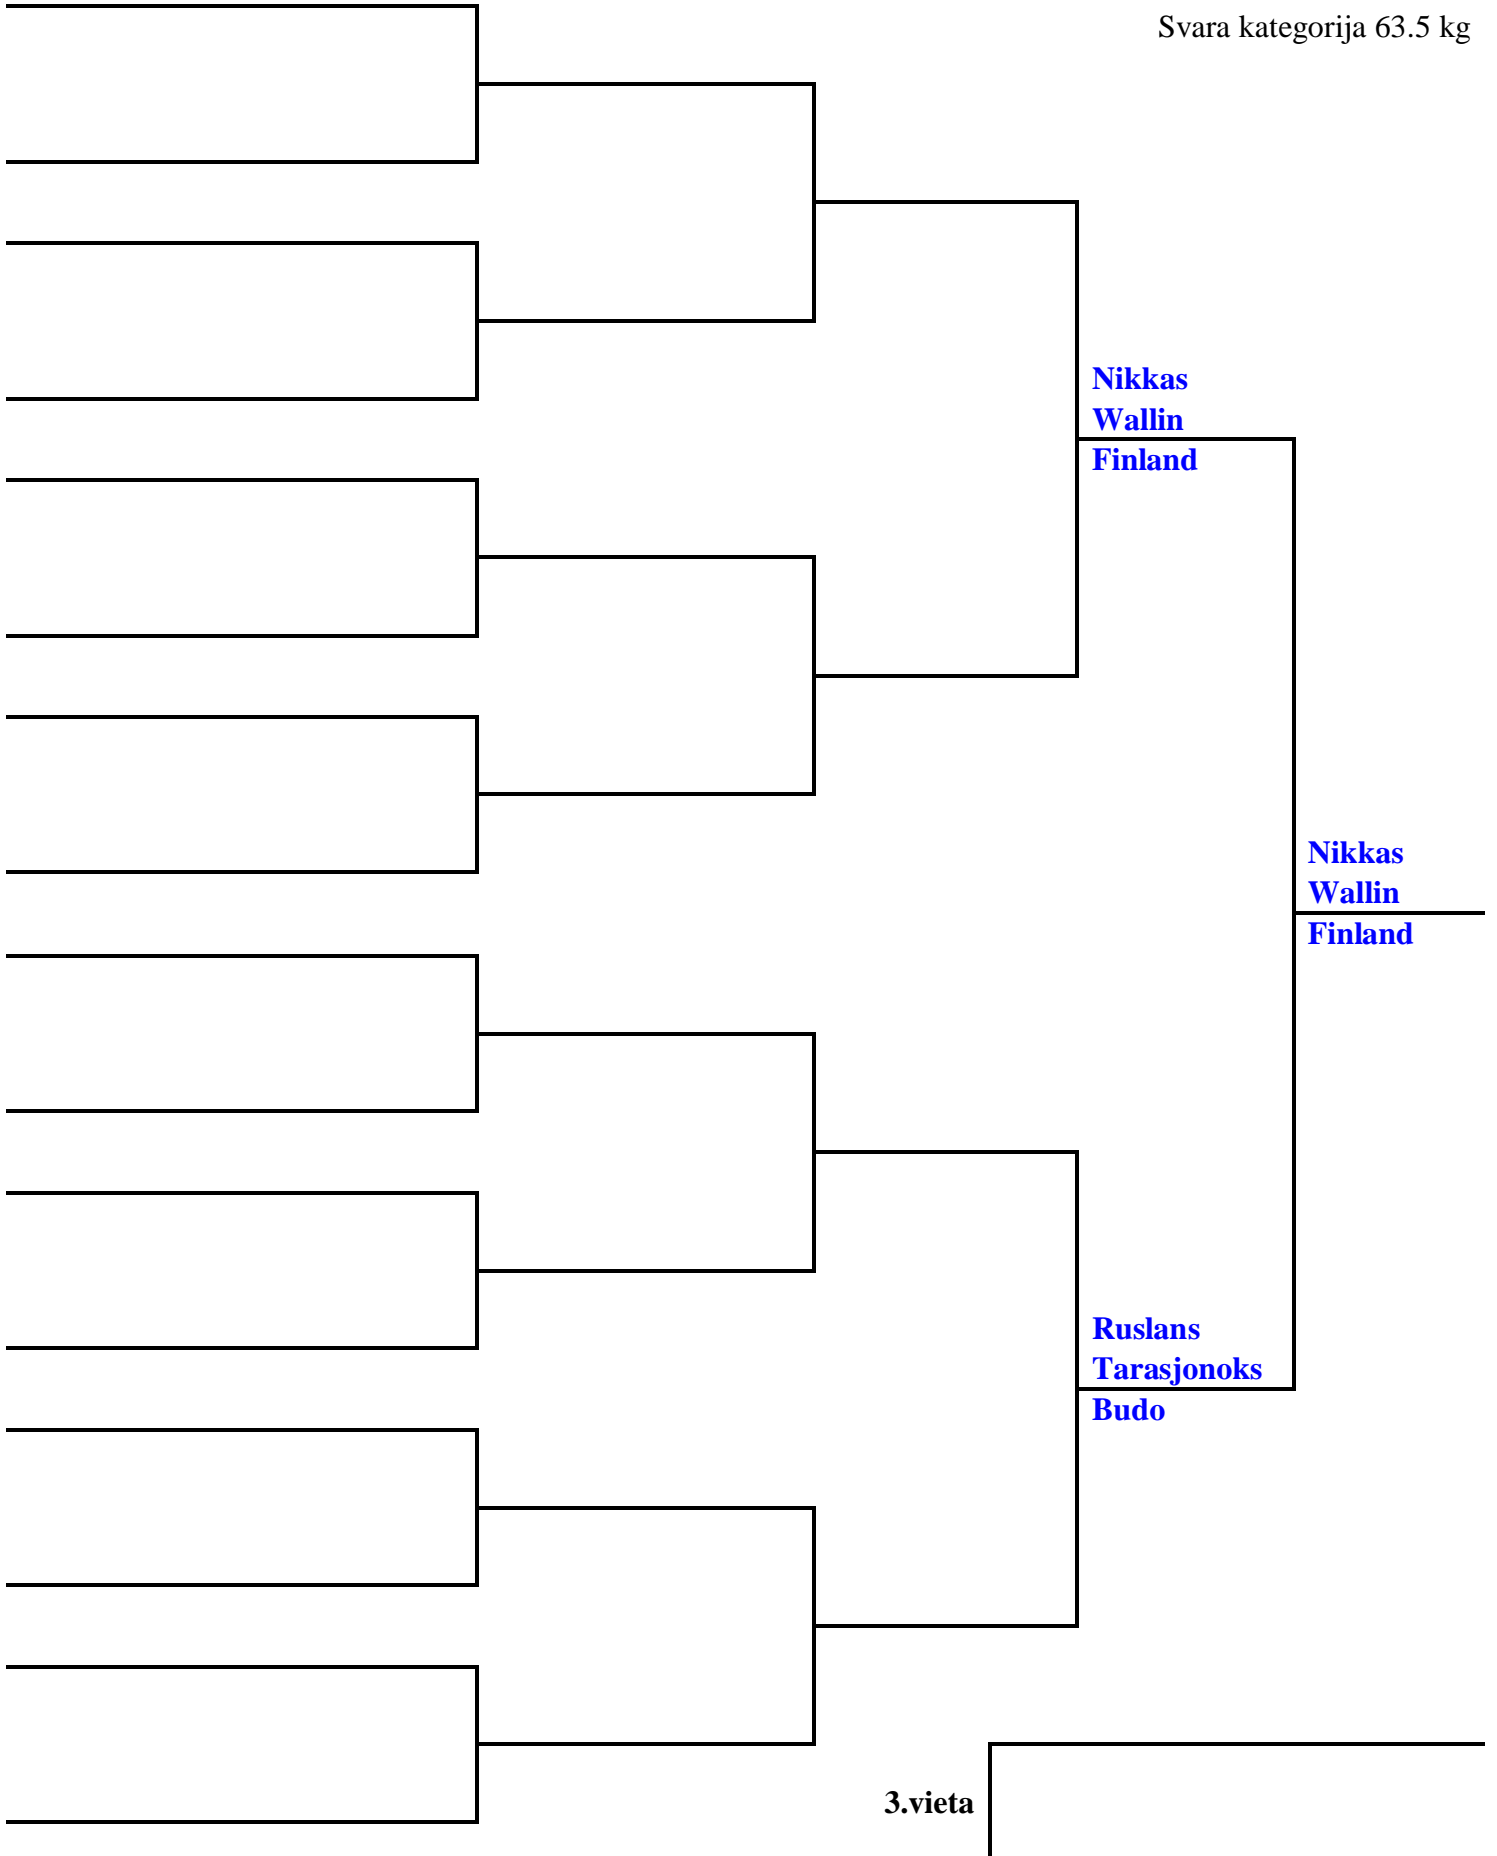 Svara kategorija 63.5 kg
Nikkas
Wallin
Finland
Nikkas
Wallin
Finland
Ruslans
Tarasjonoks
Budo
3.vieta